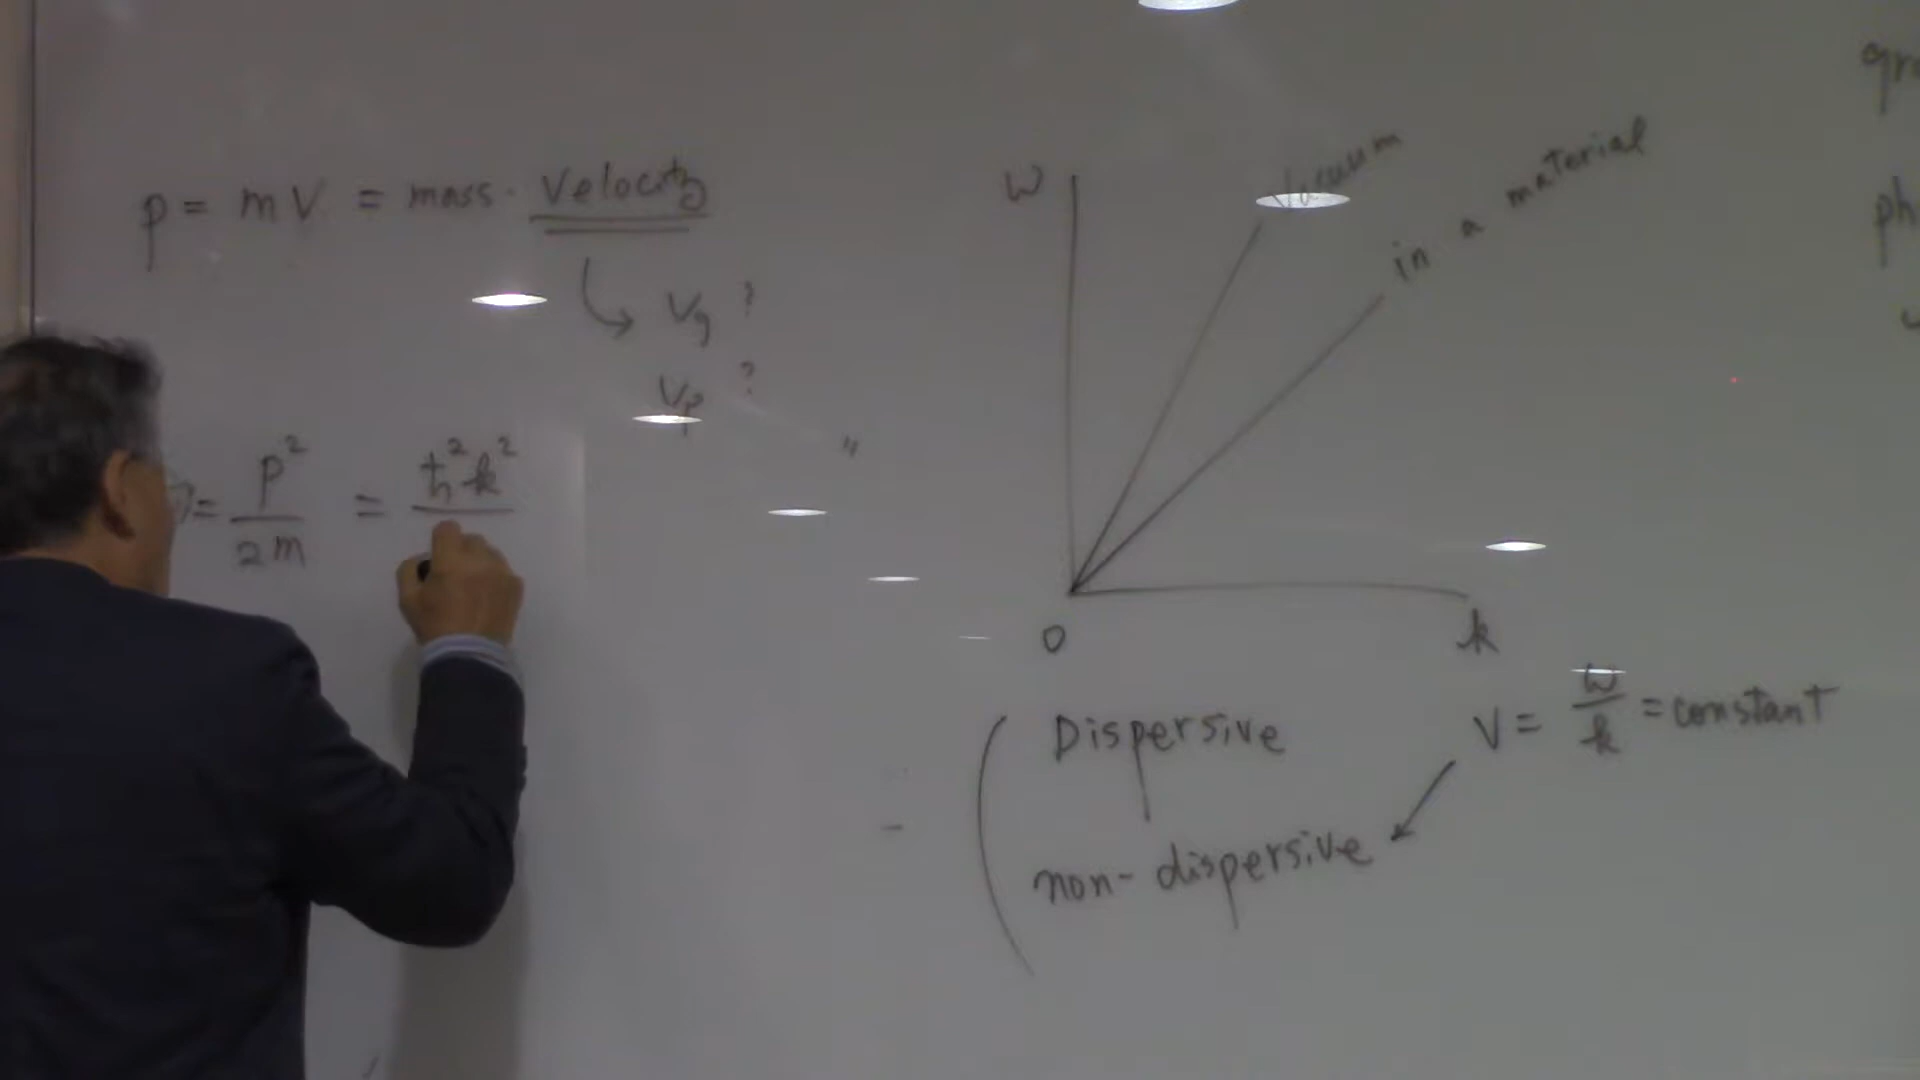 p = mV = mass · Velocity
Vg ?
Vp ?
= p² / 2m = ħ²k²
"
ω
Vacuum
in a material
0
k
Dispersive
V = ω / k = constant
non-dispersive